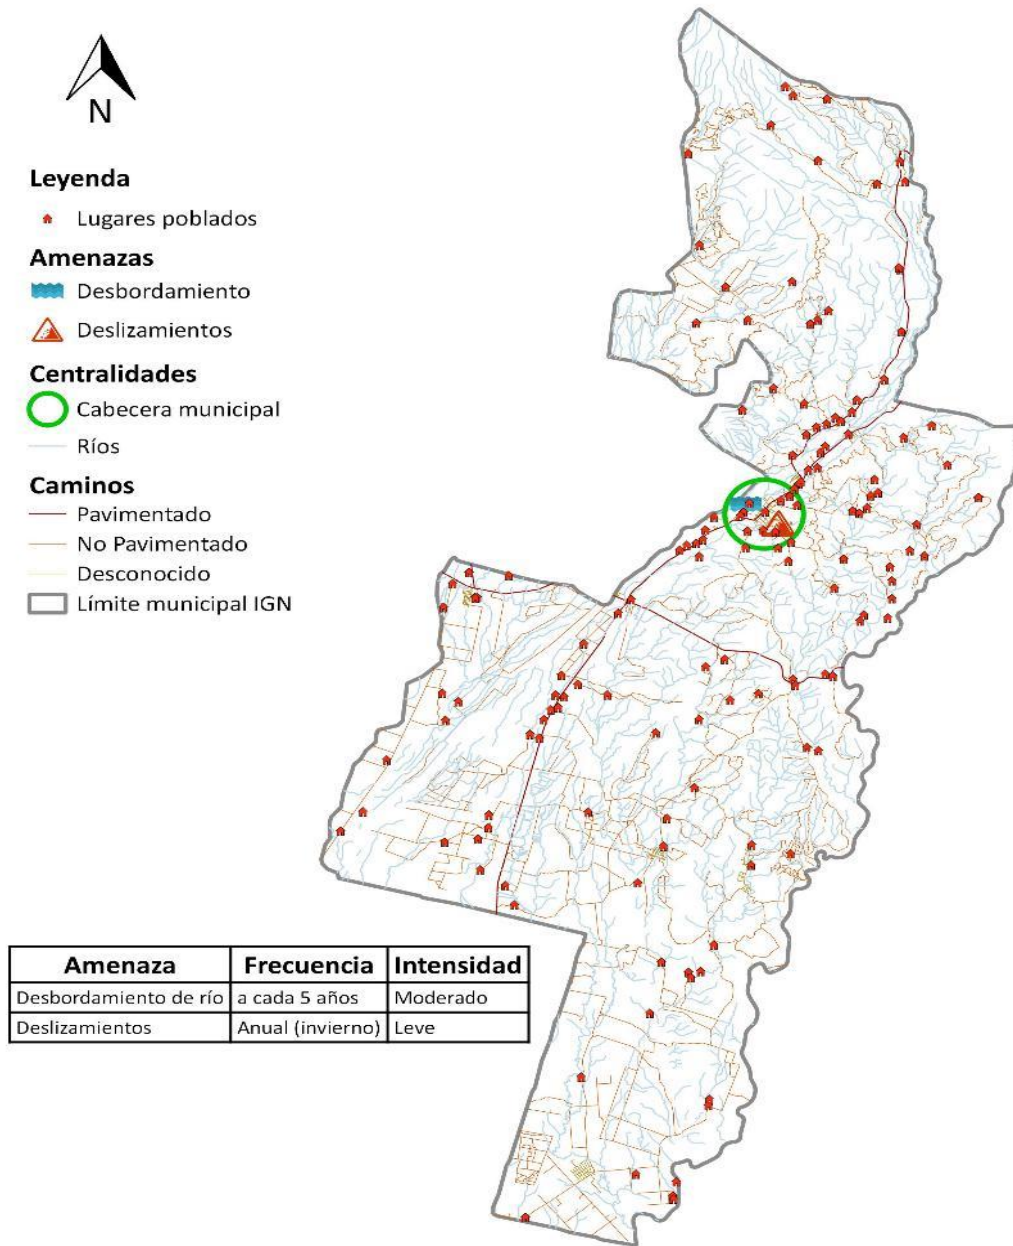 N
Leyenda
Lugares poblados
Amenazas
Desbordamiento
Deslizamientos
Centralidades
Cabecera municipal
Ríos
Caminos
Pavimentado
No Pavimentado
Desconocido
Límite municipal IGN
Amenaza Frecuencia Intensidad
Desbordamiento de río a cada 5 años Moderado
Deslizamientos Anual (invierno) Leve